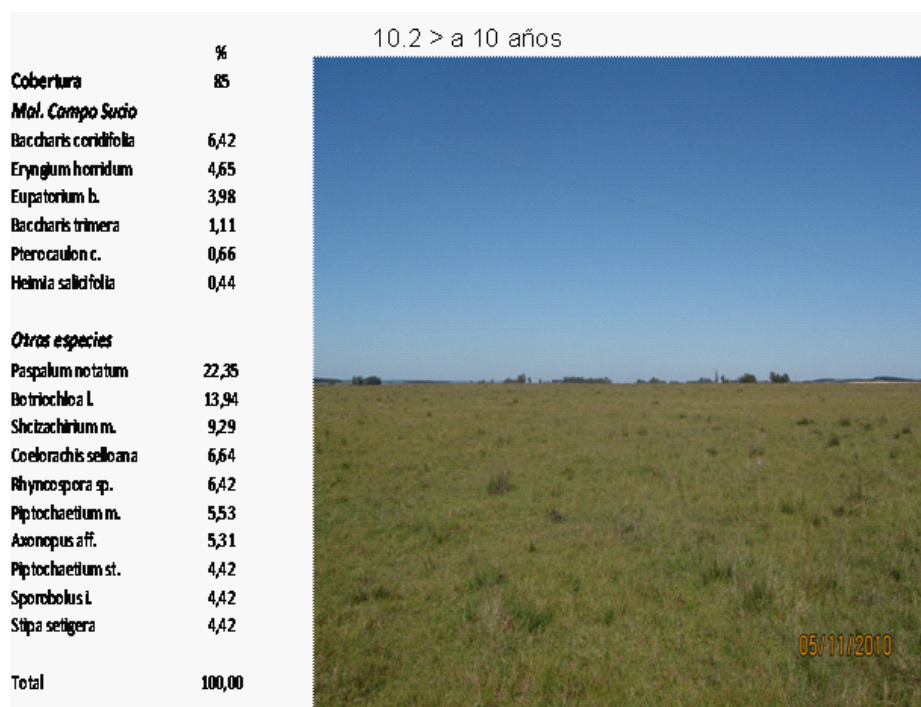 10.2 > a 10 años
%
Cobertura 85
Mal. Campo Sucio
Baccharis coridifolia 6,42
Eryngium horridum 4,65
Eupatorium b. 3,98
Baccharis trimera 1,11
Pterocaulon c. 0,66
Heimia salicifolia 0,44
Otras especies
Paspalum notatum 22,35
Botriochloa l. 13,94
Shcizachirium m. 9,29
Coelorachis selloana 6,64
Rhyncospora sp. 6,42
Piptochaetium m. 5,53
Axonopus aff. 5,31
Piptochaetium st. 4,42
Sporobolus i. 4,42
Stipa setigera 4,42
Total 100,00
05/11/2010